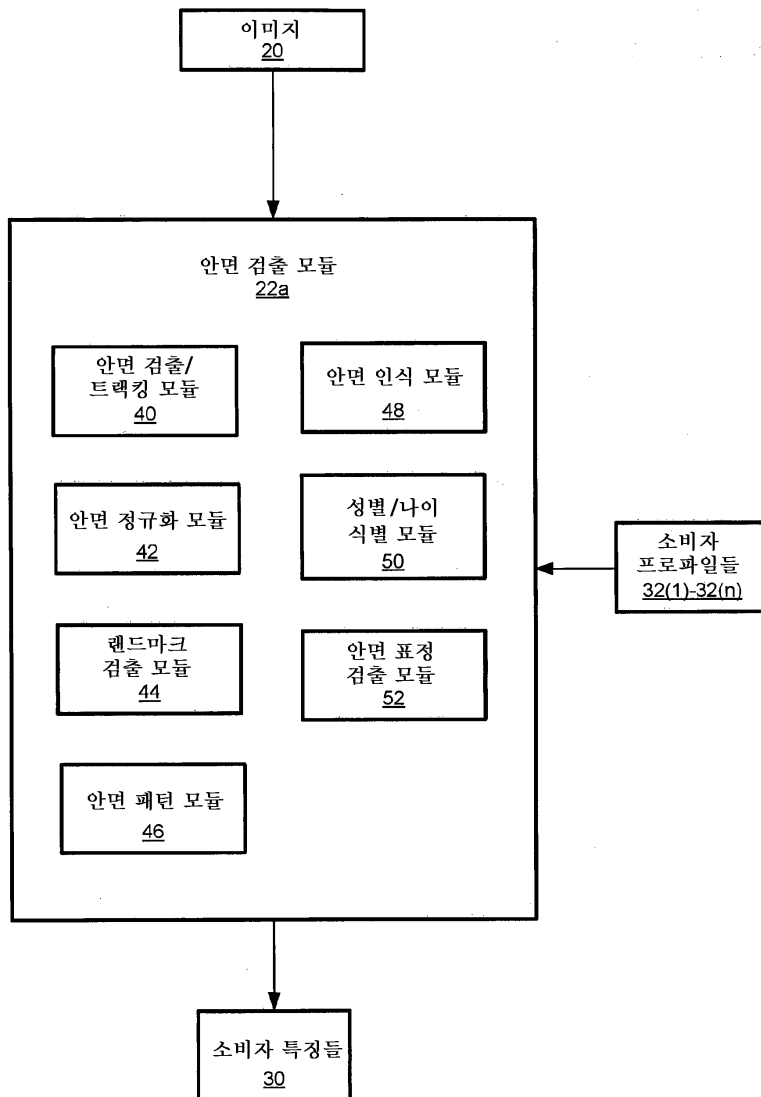 이미지
20
안면 검출 모듈
22a
안면 검출/
트랙킹 모듈
40
안면 인식 모듈
48
안면 정규화 모듈
42
성별/나이
식별 모듈
50
소비자
프로파일들
32(1)-32(n)
랜드마크
검출 모듈
44
안면 표정
검출 모듈
52
안면 패턴 모듈
46
소비자 특징들
30